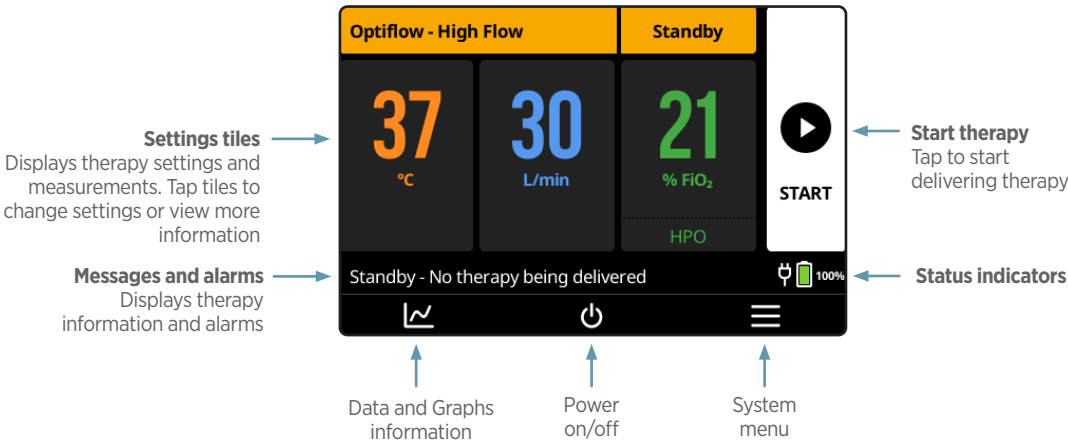 Optiflow - High Flow
Standby
37
°C
30
L/min
21
% FiO₂
HPO
START
Standby - No therapy being delivered
100%
Settings tiles
Displays therapy settings and
measurements. Tap tiles to
change settings or view more
information
Messages and alarms
Displays therapy
information and alarms
Start therapy
Tap to start
delivering therapy
Status indicators
Data and Graphs
information
Power
on/off
System
menu